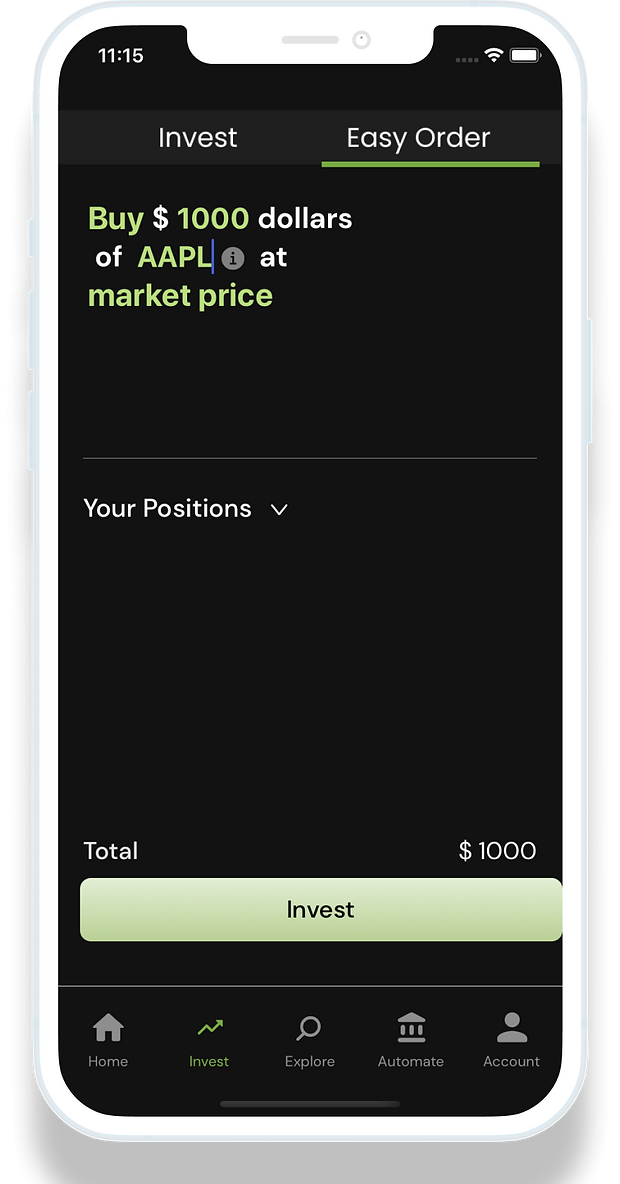 11:15
Invest Easy Order
Buy $ 1000 dollars
of AAPL i at
market price
Your Positions
Total $ 1000
Invest
Home Invest Explore Automate Account